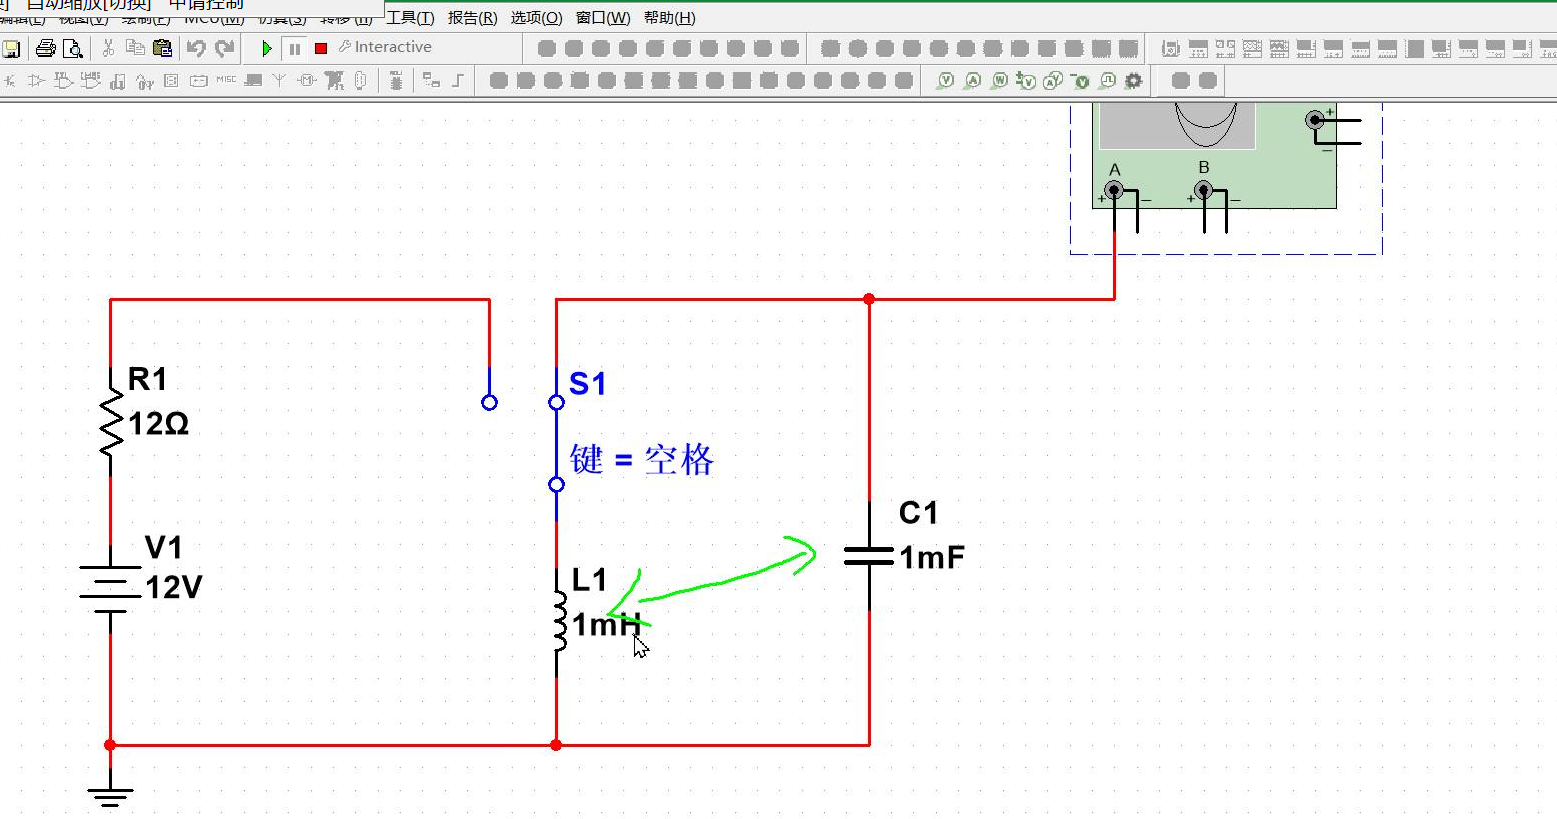 自动缩放[切换] 申请控制
编辑(E) 视图(V) 绘制(P) MCU(M) 仿真(S) 转移(n) 工具(T) 报告(R) 选项(O) 窗口(W) 帮助(H)
Interactive
MISC
V A W V AV V
+
−
A B
+ − + −
R1
12Ω
S1
键 = 空格
C1
1mF
V1
12V
L1
1mH